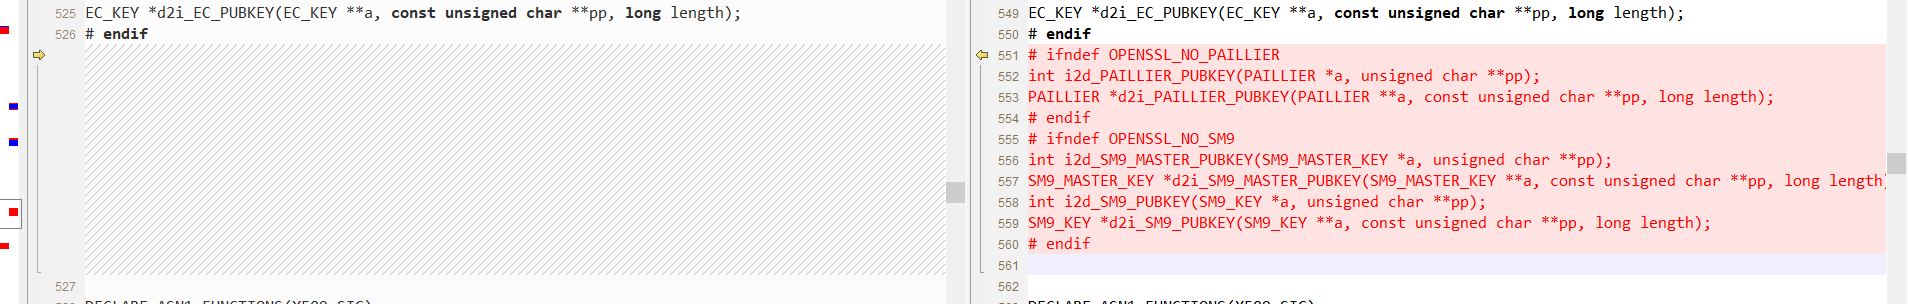 525 EC_KEY *d2i_EC_PUBKEY(EC_KEY **a, const unsigned char **pp, long length);
526 # endif
527
549 EC_KEY *d2i_EC_PUBKEY(EC_KEY **a, const unsigned char **pp, long length);
550 # endif
551 # ifndef OPENSSL_NO_PAILLIER
552 int i2d_PAILLIER_PUBKEY(PAILLIER *a, unsigned char **pp);
553 PAILLIER *d2i_PAILLIER_PUBKEY(PAILLIER **a, const unsigned char **pp, long length);
554 # endif
555 # ifndef OPENSSL_NO_SM9
556 int i2d_SM9_MASTER_PUBKEY(SM9_MASTER_KEY *a, unsigned char **pp);
557 SM9_MASTER_KEY *d2i_SM9_MASTER_PUBKEY(SM9_MASTER_KEY **a, const unsigned char **pp, long length)
558 int i2d_SM9_PUBKEY(SM9_KEY *a, unsigned char **pp);
559 SM9_KEY *d2i_SM9_PUBKEY(SM9_KEY **a, const unsigned char **pp, long length);
560 # endif
561
562